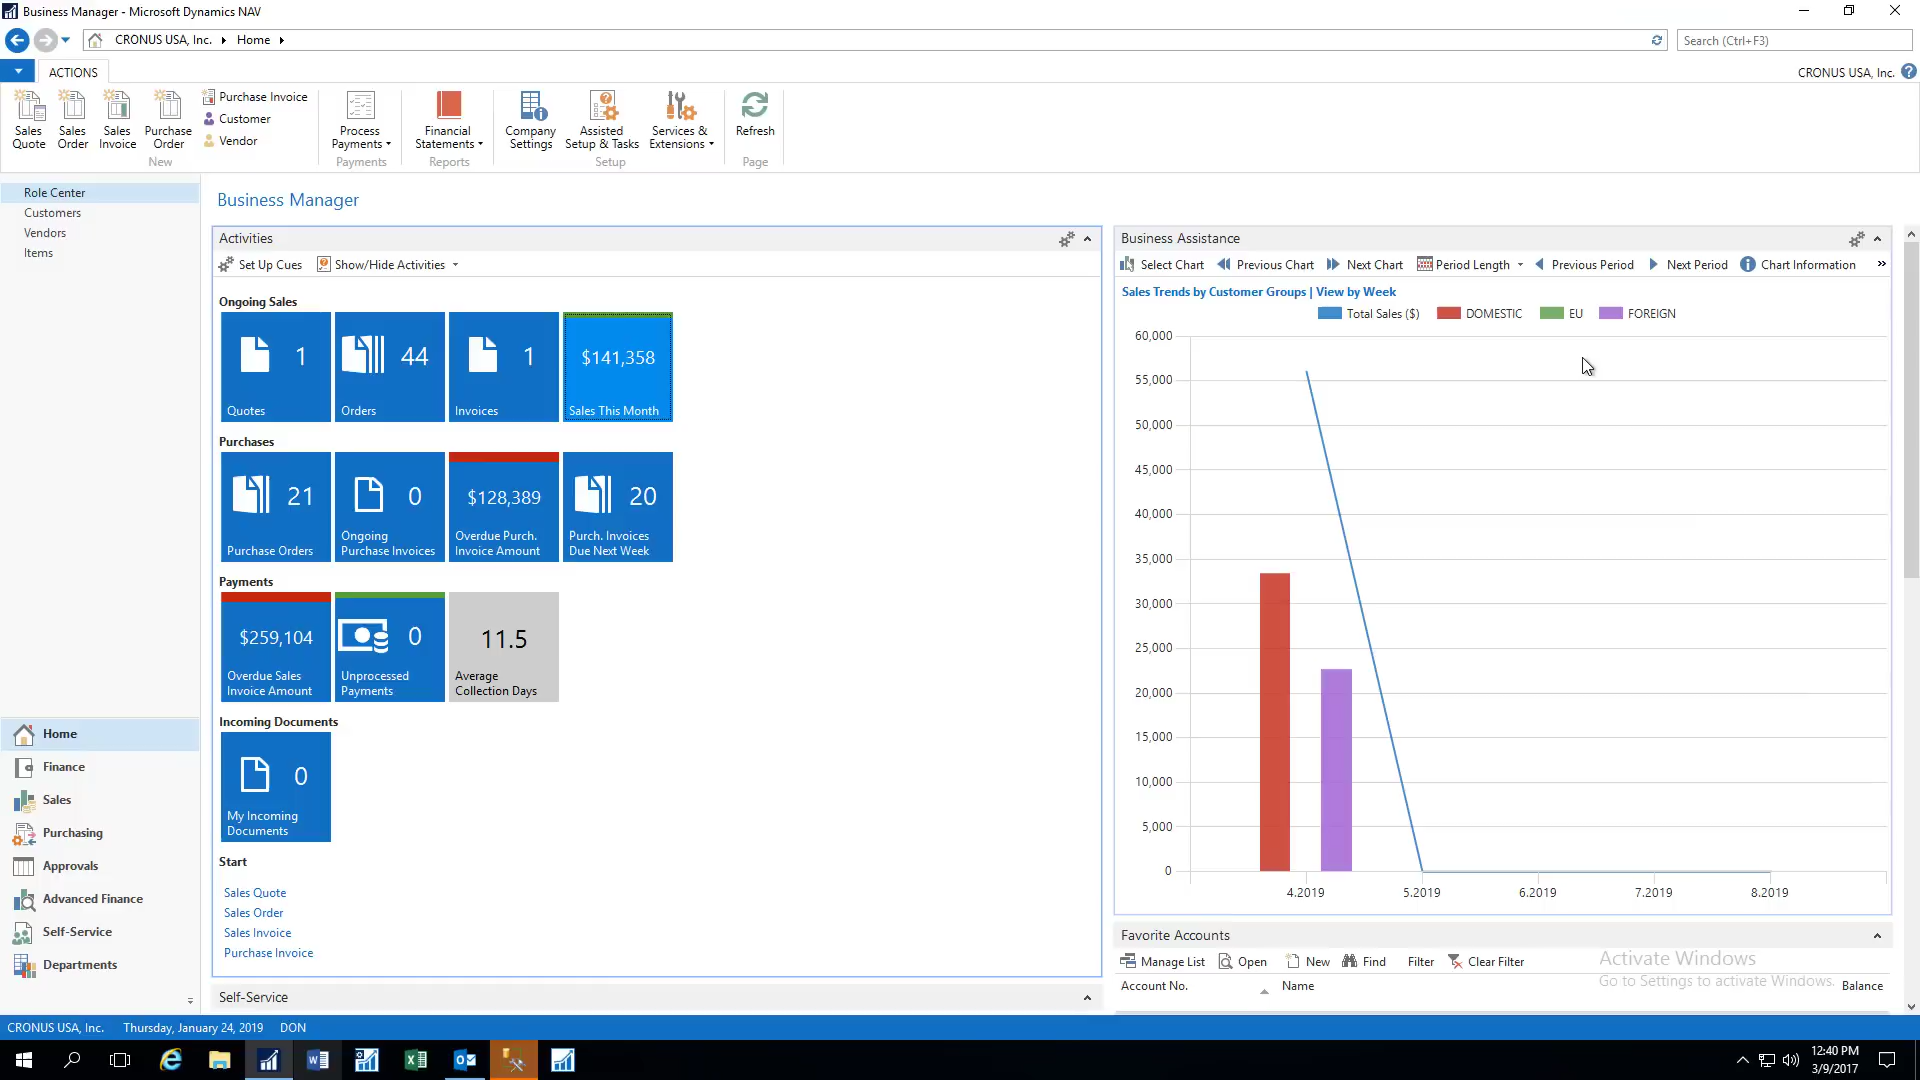 Business Manager - Microsoft Dynamics NAV
CRONUS USA, Inc. Home
Search (Ctrl+F3)
ACTIONS
CRONUS USA, Inc.
Sales Quote
Sales Order
Sales Invoice
Purchase Order
Purchase Invoice
Customer
Vendor
New
Process Payments
Payments
Financial Statements
Reports
Company Settings
Assisted Setup & Tasks
Services & Extensions
Setup
Refresh
Page
Role Center
Customers
Vendors
Items
Home
Finance
Sales
Purchasing
Approvals
Advanced Finance
Self-Service
Departments
Business Manager
Activities
Set Up Cues Show/Hide Activities
Ongoing Sales
1
Quotes
44
Orders
1
Invoices
$141,358
Sales This Month
Purchases
21
Purchase Orders
0
Ongoing
Purchase Invoices
$128,389
Overdue Purch.
Invoice Amount
20
Purch. Invoices
Due Next Week
Payments
$259,104
Overdue Sales
Invoice Amount
0
Unprocessed
Payments
11.5
Average
Collection Days
Incoming Documents
0
My Incoming
Documents
Start
Sales Quote
Sales Order
Sales Invoice
Purchase Invoice
Self-Service
Business Assistance
Select Chart Previous Chart Next Chart Period Length Previous Period Next Period Chart Information
Sales Trends by Customer Groups | View by Week
Total Sales ($) DOMESTIC EU FOREIGN
60,000
55,000
50,000
45,000
40,000
35,000
30,000
25,000
20,000
15,000
10,000
5,000
0
4.2019 5.2019 6.2019 7.2019 8.2019
Favorite Accounts
Manage List Open New Find Filter Clear Filter
Account No. Name Balance
Activate Windows
Go to Settings to activate Windows.
CRONUS USA, Inc. Thursday, January 24, 2019 DON
12:40 PM
3/9/2017